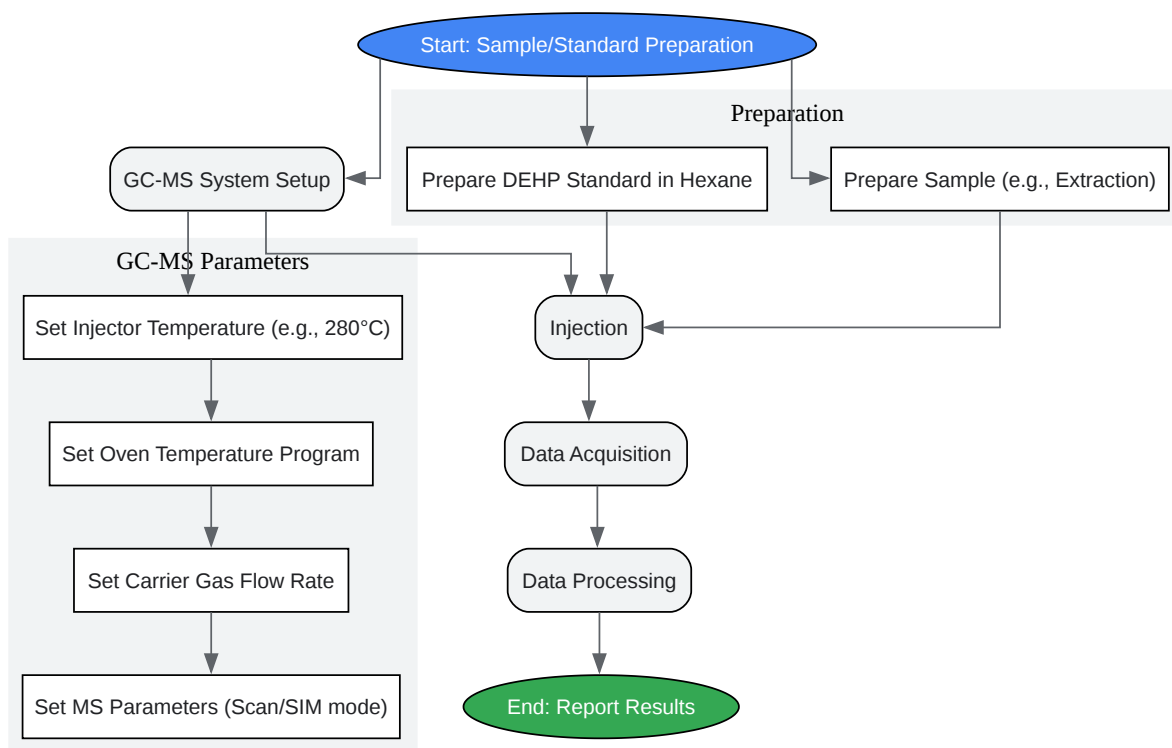 Start: Sample/Standard Preparation
Preparation
GC-MS System Setup
Prepare DEHP Standard in Hexane
Prepare Sample (e.g., Extraction)
GC-MS Parameters
Set Injector Temperature (e.g., 280°C)
Injection
Set Oven Temperature Program
Data Acquisition
Set Carrier Gas Flow Rate
Data Processing
Set MS Parameters (Scan/SIM mode)
End: Report Results